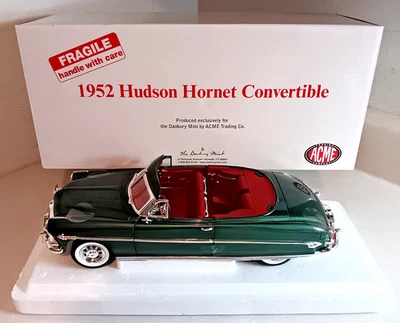 FRAGILE
handle with care
1952 Hudson Hornet Convertible
Produced exclusively for
the Danbury Mint by ACME Trading Co.
The Danbury Mint
ACME